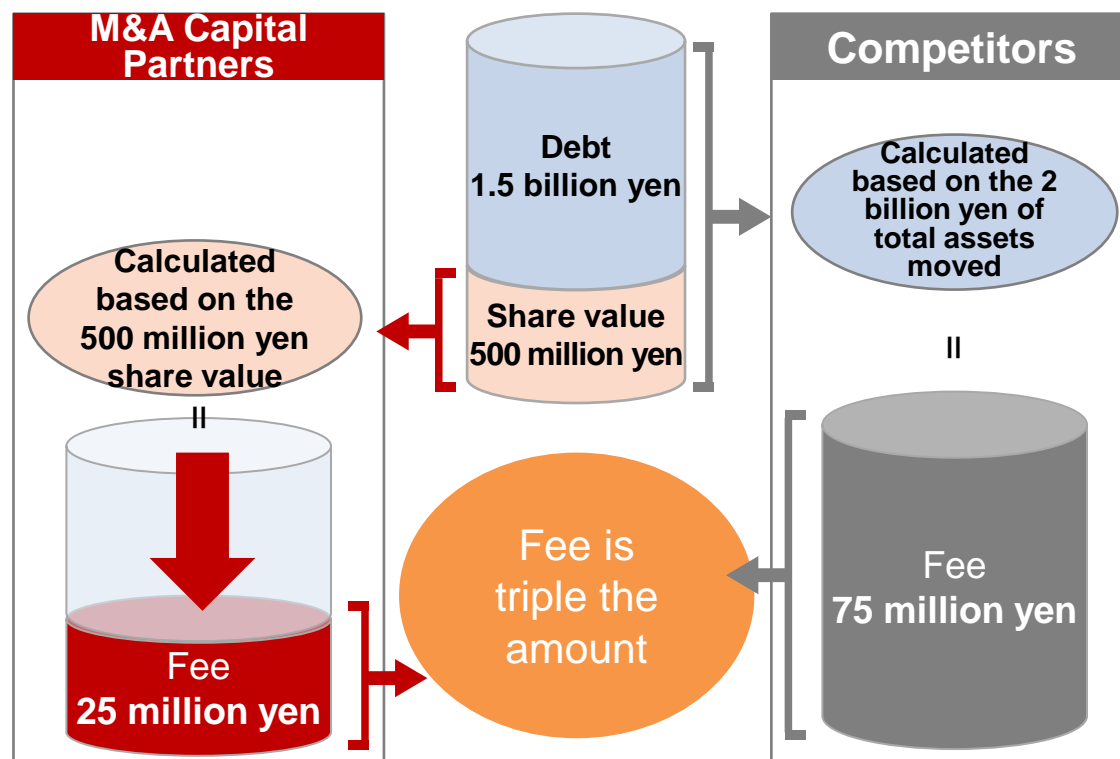 M&A Capital
Partners
Calculated
based on the
500 million yen
share value
=
Fee
25 million yen
Debt
1.5 billion yen
Share value
500 million yen
Fee is
triple the
amount
Competitors
Calculated
based on the 2
billion yen of
total assets
moved
=
Fee
75 million yen